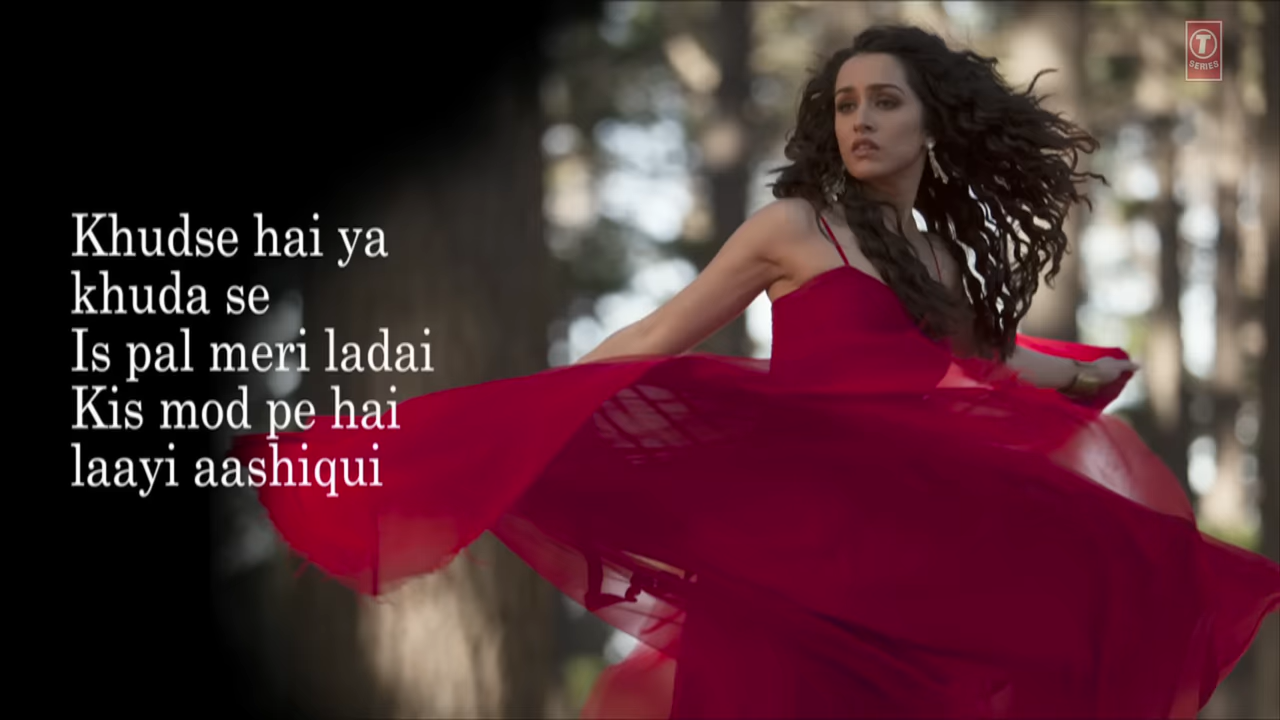 Khudse hai ya
khuda se
Is pal meri ladai
Kis mod pe hai
laayi aashiqui
T
SERIES